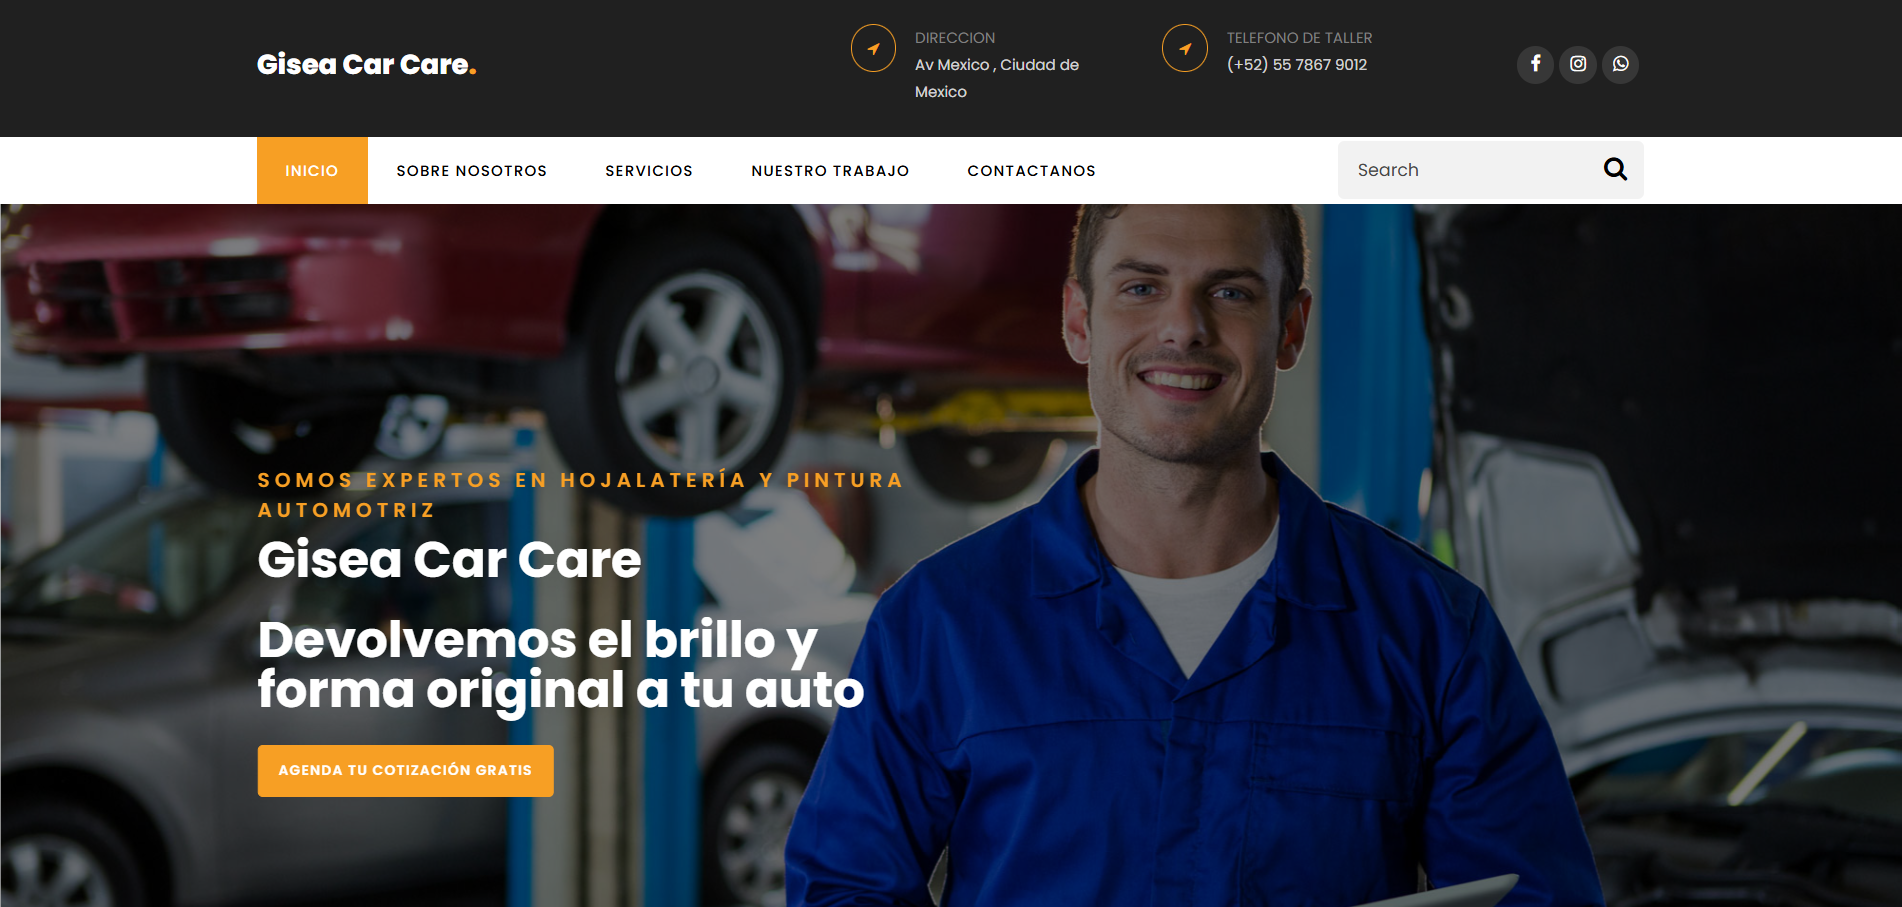 Gisea Car Care.
DIRECCION
Av Mexico , Ciudad de
Mexico
TELEFONO DE TALLER
(+52) 55 7867 9012
INICIO
SOBRE NOSOTROS
SERVICIOS
NUESTRO TRABAJO
CONTACTANOS
Search
SOMOS EXPERTOS EN HOJALATERÍA Y PINTURA
AUTOMOTRIZ
Gisea Car Care
Devolvemos el brillo y
forma original a tu auto
AGENDA TU COTIZACIÓN GRATIS